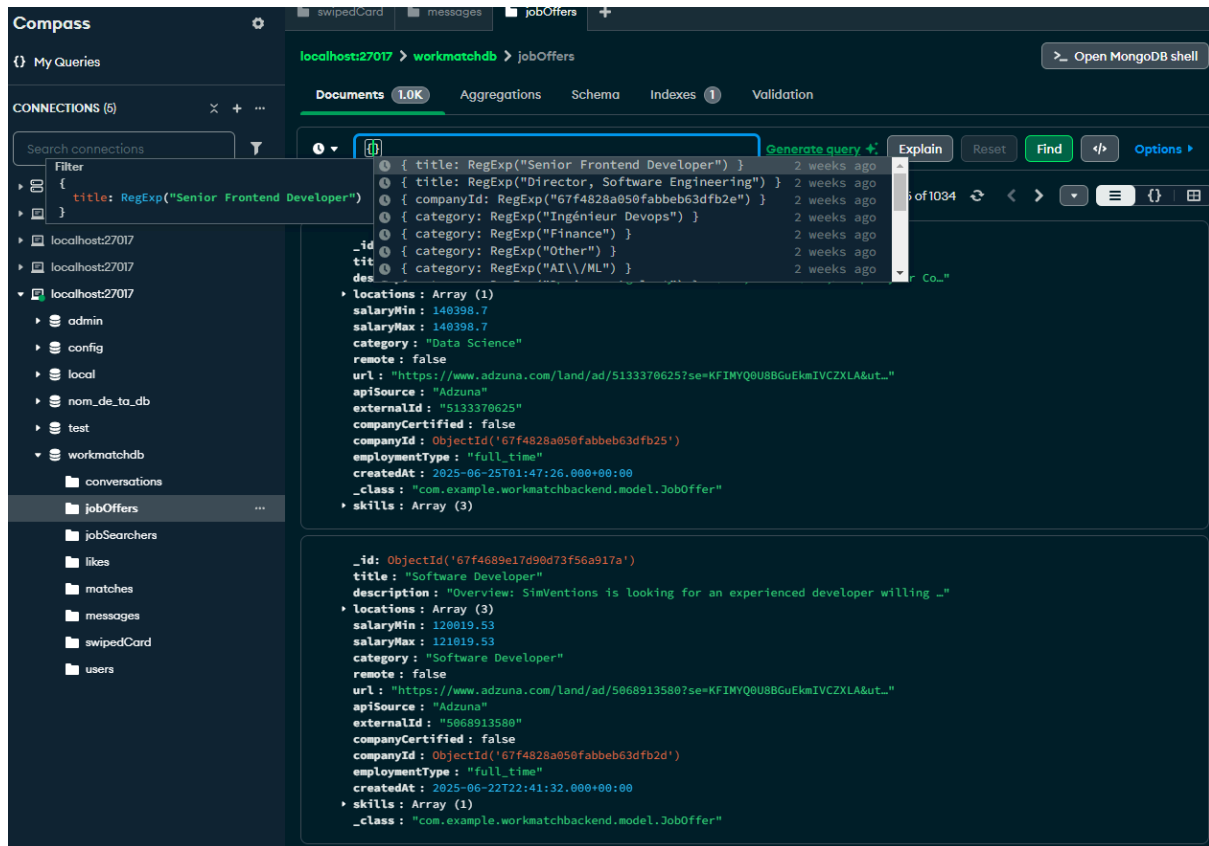 Compass
swipedCard messages jobOffers +
{} My Queries
localhost:27017 > workmatchdb > jobOffers
>_ Open MongoDB shell
CONNECTIONS (5)
Documents 1.0K Aggregations Schema Indexes 1 Validation
Search connections
{}
Generate query Explain Reset Find </> Options
Filter
{
title: RegExp("Senior Frontend Developer")
}
{ title: RegExp("Senior Frontend Developer") } 2 weeks ago
{ title: RegExp("Director, Software Engineering") } 2 weeks ago
{ companyId: RegExp("67f4828a050fabbeb63dfb2e") } 2 weeks ago
{ category: RegExp("Ingénieur Devops") } 2 weeks ago
{ category: RegExp("Finance") } 2 weeks ago
{ category: RegExp("Other") } 2 weeks ago
{ category: RegExp("AI\\/ML") } 2 weeks ago
of 1034
{}
localhost:27017
localhost:27017
localhost:27017
admin
config
local
nom_de_ta_db
test
workmatchdb
conversations
jobOffers
jobSearchers
likes
matches
messages
swipedCard
users
_id
tit
des
r Co…"
locations : Array (1)
salaryMin : 140398.7
salaryMax : 140398.7
category : "Data Science"
remote : false
url : "https://www.adzuna.com/land/ad/5133370625?se=KFIMYQ0U8BGuEkmIVCZXLA&ut…"
apiSource : "Adzuna"
externalId : "5133370625"
companyCertified : false
companyId : ObjectId('67f4828a050fabbeb63dfb25')
employmentType : "full_time"
createdAt : 2025-06-25T01:47:26.000+00:00
_class : "com.example.workmatchbackend.model.JobOffer"
skills : Array (3)
_id: ObjectId('67f4689e17d90d73f56a917a')
title : "Software Developer"
description : "Overview: SimVentions is looking for an experienced developer willing …"
locations : Array (3)
salaryMin : 120019.53
salaryMax : 121019.53
category : "Software Developer"
remote : false
url : "https://www.adzuna.com/land/ad/5068913580?se=KFIMYQ0U8BGuEkmIVCZXLA&ut…"
apiSource : "Adzuna"
externalId : "5068913580"
companyCertified : false
companyId : ObjectId('67f4828a050fabbeb63dfb2d')
employmentType : "full_time"
createdAt : 2025-06-22T22:41:32.000+00:00
skills : Array (1)
_class : "com.example.workmatchbackend.model.JobOffer"